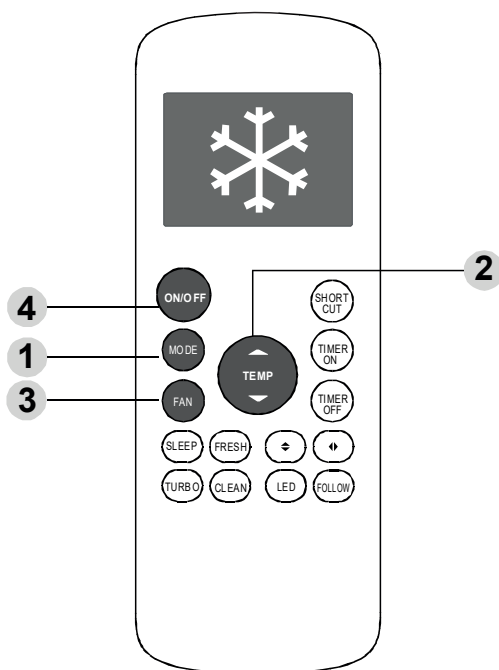 2
ON/OFF
4
SHORT
CUT
MODE
1
TIMER
ON
TEMP
FAN
3
TIMER
OFF
SLEEP
FRESH
TURBO
CLEAN
LED
FOLLOW